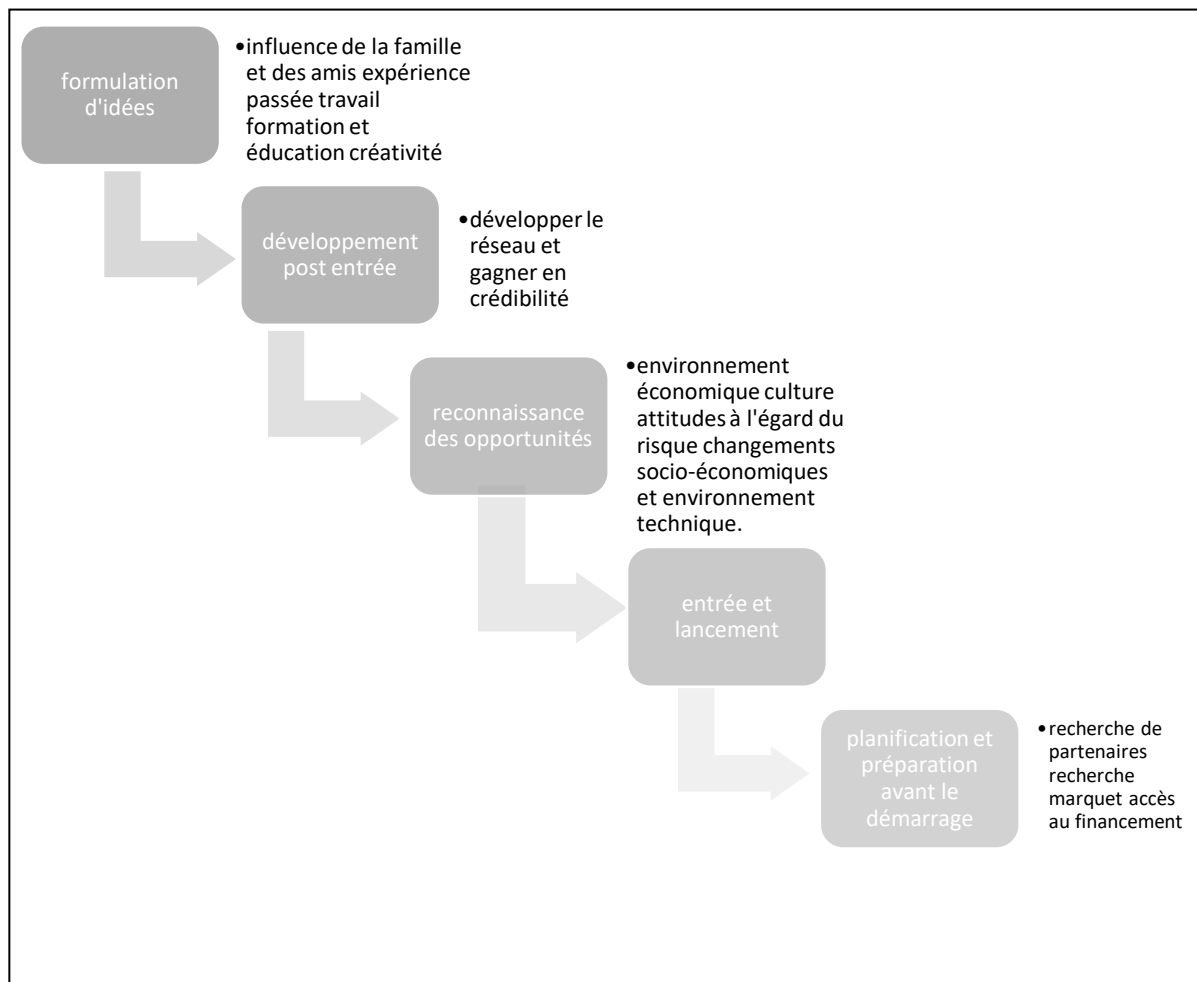 formulation
d'idées
•influence de la famille
et des amis expérience
passée travail
formation et
éducation créativité
développement
post entrée
•développer le
réseau et
gagner en
crédibilité
reconnaissance
des opportunités
•environnement
économique culture
attitudes à l'égard du
risque changements
socio-économiques
et environnement
technique.
entrée et
lancement
planification et
préparation
avant le
démarrage
•recherche de
partenaires
recherche
marquet accès
au financement